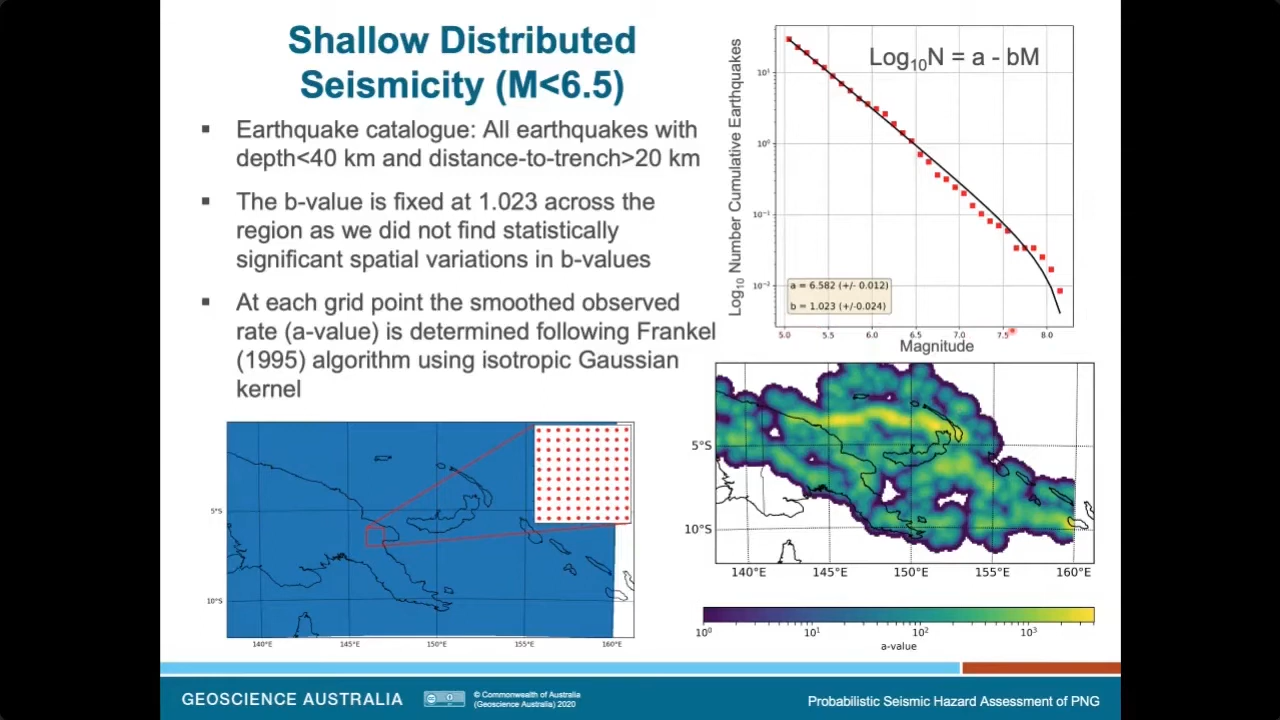 Shallow Distributed
Seismicity (M<6.5)
▪ Earthquake catalogue: All earthquakes with
depth<40 km and distance-to-trench>20 km
▪ The b-value is fixed at 1.023 across the
region as we did not find statistically
significant spatial variations in b-values
▪ At each grid point the smoothed observed
rate (a-value) is determined following Frankel
(1995) algorithm using isotropic Gaussian
kernel
Log₁₀N = a - bM
Log₁₀ Number Cumulative Earthquakes
10¹
10⁰
10⁻¹
10⁻²
a = 6.582 (+/- 0.012)
b = 1.023 (+/-0.024)
5.0 5.5 6.0 6.5 7.0 7.5 8.0
Magnitude
5°S
10°S
140°E 145°E 150°E 155°E 160°E
5°S
10°S
140°E 145°E 150°E 155°E 160°E
10⁰ 10¹ 10² 10³
a-value
GEOSCIENCE AUSTRALIA
© Commonwealth of Australia
(Geoscience Australia) 2020
Probabilistic Seismic Hazard Assessment of PNG